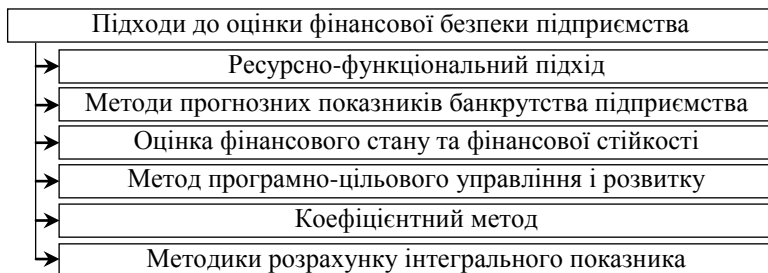 Підходи до оцінки фінансової безпеки підприємства
Ресурсно-функціональний підхід
Методи прогнозних показників банкрутства підприємства
Оцінка фінансового стану та фінансової стійкості
Метод програмно-цільового управління і розвитку
Коефіцієнтний метод
Методики розрахунку інтегрального показника